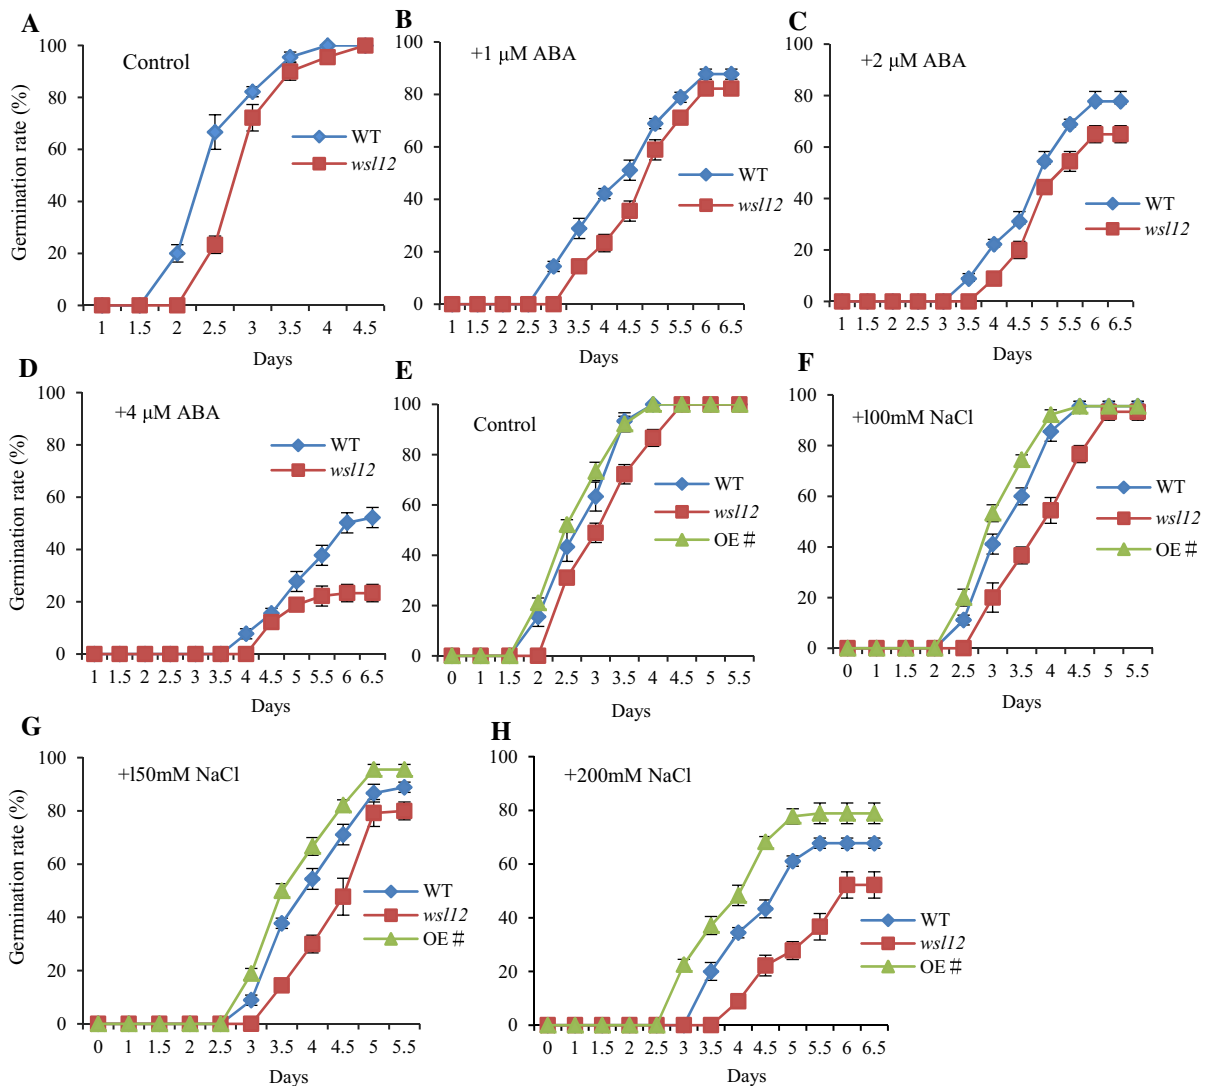 A
Control
Germination rate (%)
100
80
60
40
20
0
WT
wsl12
1 1.5 2 2.5 3 3.5 4 4.5
Days
B
+1 μM ABA
100
80
60
40
20
0
WT
wsl12
1 1.5 2 2.5 3 3.5 4 4.5 5 5.5 6 6.5
Days
C
+2 μM ABA
100
80
60
40
20
0
WT
wsl12
1 1.5 2 2.5 3 3.5 4 4.5 5 5.5 6 6.5
Days
D
+4 μM ABA
Germination rate (%)
100
80
60
40
20
0
WT
wsl12
1 1.5 2 2.5 3 3.5 4 4.5 5 5.5 6 6.5
Days
E
Control
100
80
60
40
20
0
WT
wsl12
OE#
0 1 1.5 2 2.5 3 3.5 4 4.5 5 5.5
Days
F
+100mM NaCl
100
80
60
40
20
0
WT
wsl12
OE#
0 1 1.5 2 2.5 3 3.5 4 4.5 5 5.5
Days
G
+150mM NaCl
Germination rate (%)
100
80
60
40
20
0
WT
wsl12
OE#
0 1 1.5 2 2.5 3 3.5 4 4.5 5 5.5
Days
H
+200mM NaCl
100
80
60
40
20
0
WT
wsl12
OE#
0 1 1.5 2 2.5 3 3.5 4 4.5 5 5.5 6 6.5
Days